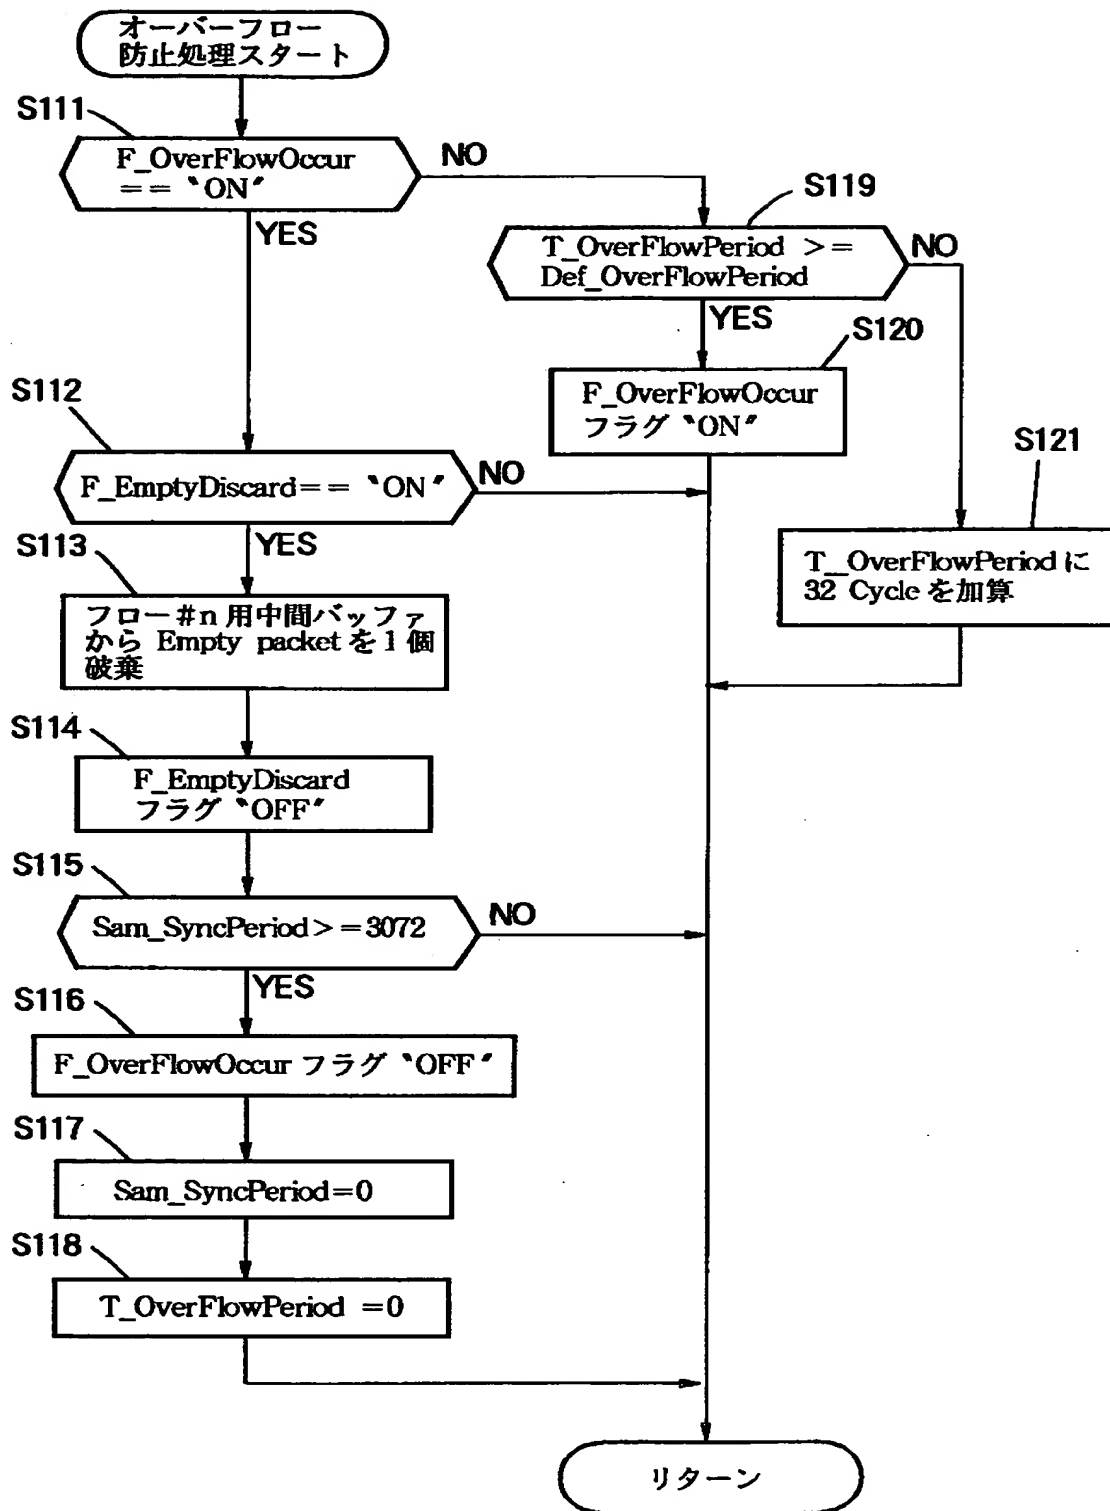 オーバーフロー
防止処理スタート
S111
F_OverFlowOccur
== ‶ON″
NO
YES
S119
T_OverFlowPeriod >=
Def_OverFlowPeriod
NO
YES
S120
F_OverFlowOccur
フラグ ‶ON″
S121
T_OverFlowPeriod に
32 Cycle を加算
S112
F_EmptyDiscard== ‶ON″
NO
YES
S113
フロー#n 用中間バッファ
から Empty packet を1個
破棄
S114
F_EmptyDiscard
フラグ ‶OFF″
S115
Sam_SyncPeriod>=3072
NO
YES
S116
F_OverFlowOccur フラグ ‶OFF″
S117
Sam_SyncPeriod=0
S118
T_OverFlowPeriod =0
リターン